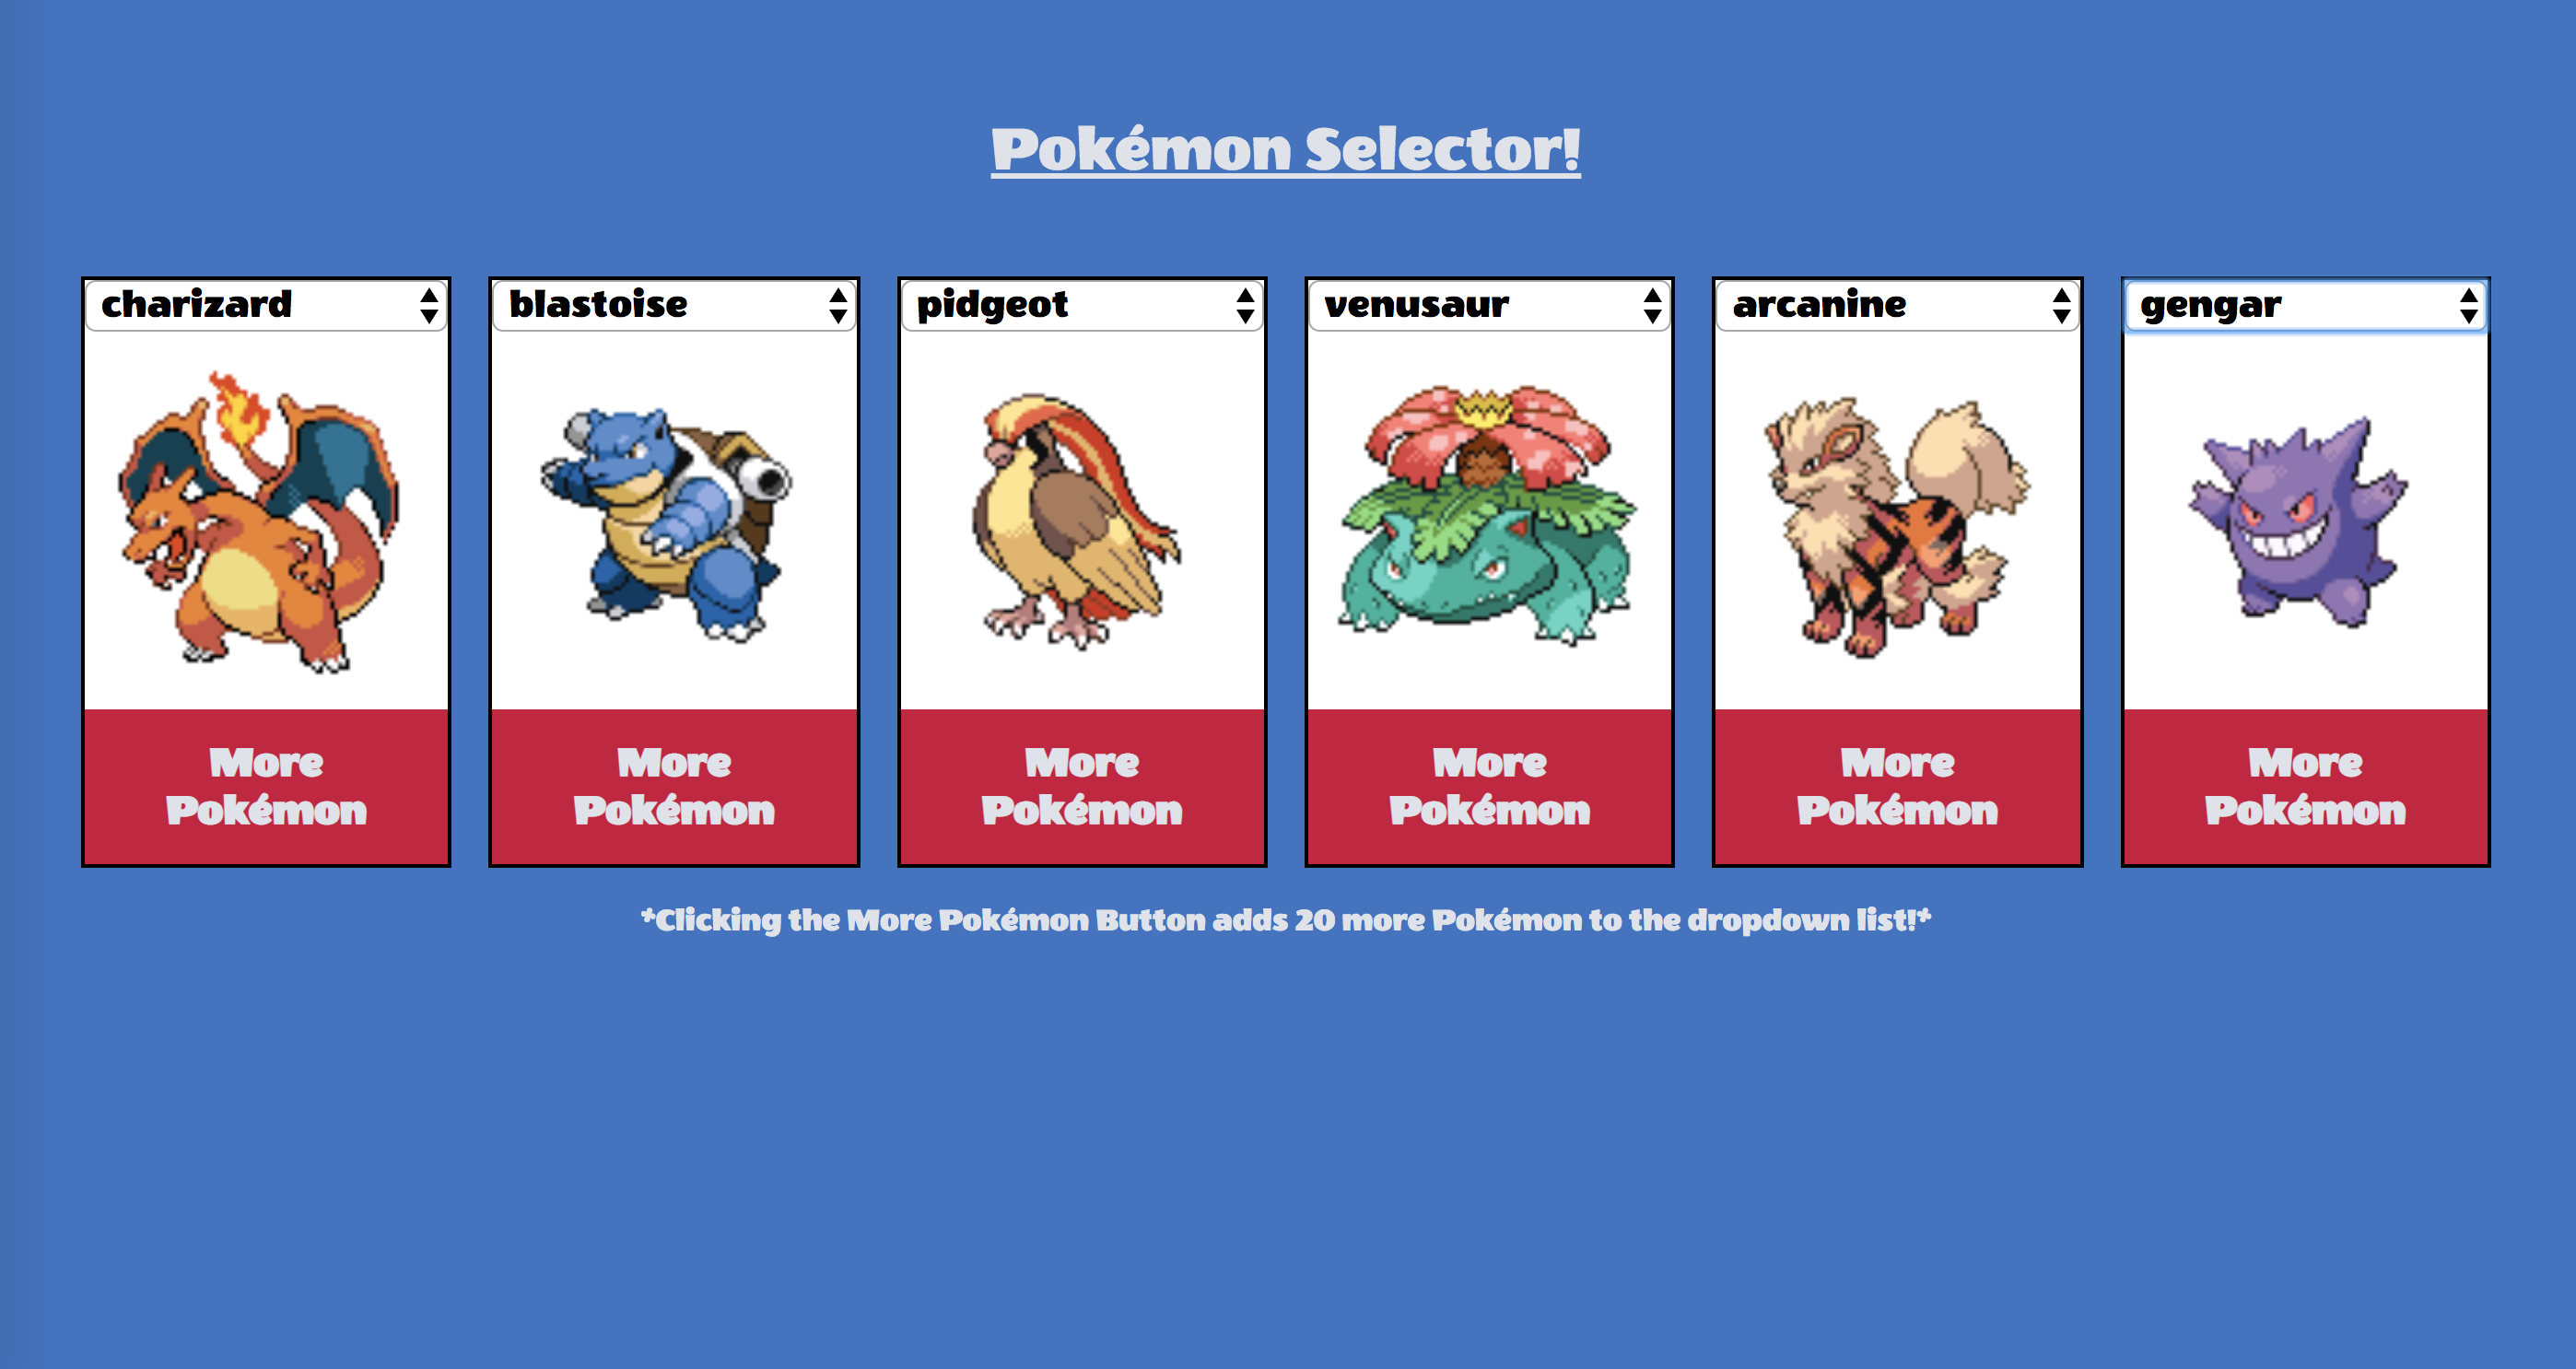 Pokémon Selector!
charizard
blastoise
pidgeot
venusaur
arcanine
gengar
More
Pokémon
More
Pokémon
More
Pokémon
More
Pokémon
More
Pokémon
More
Pokémon
*Clicking the More Pokémon Button adds 20 more Pokémon to the dropdown list!*